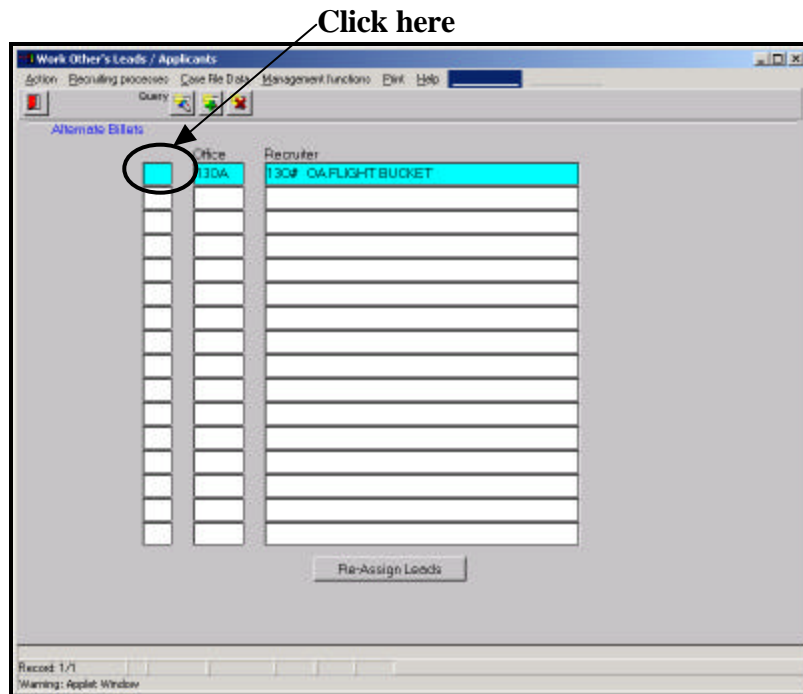 Click here
Work Other's Leads / Applicants
Action Recruiting processes Case File Data Management functions Print Help
Query
Alternate Billets
Office Recruiter
130A 130# OA FLIGHT BUCKET
Re-Assign Leads
Record: 1/1
Warning: Applet Window